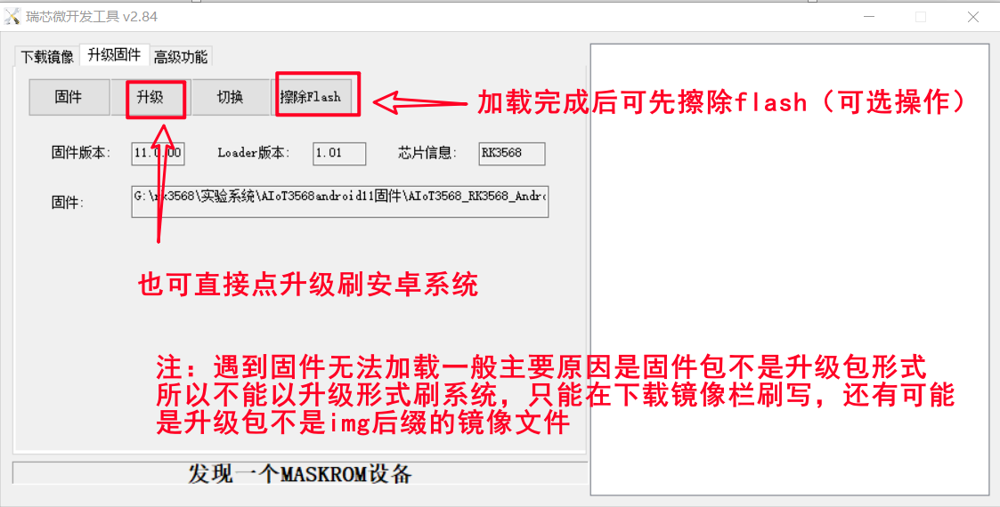 瑞芯微开发工具 v2.84
下载镜像 升级固件 高级功能
固件 升级 切换 擦除Flash
加载完成后可先擦除flash（可选操作）
固件版本: 11.0.00 Loader版本: 1.01 芯片信息: RK3568
固件: G:\rk3568\实验系统\AIoT3568android11固件\AIoT3568_RK3568_Andro
也可直接点升级刷安卓系统
注：遇到固件无法加载一般主要原因是固件包不是升级包形式
所以不能以升级形式刷系统，只能在下载镜像栏刷写，还有可能
是升级包不是img后缀的镜像文件
发现一个MASKROM设备